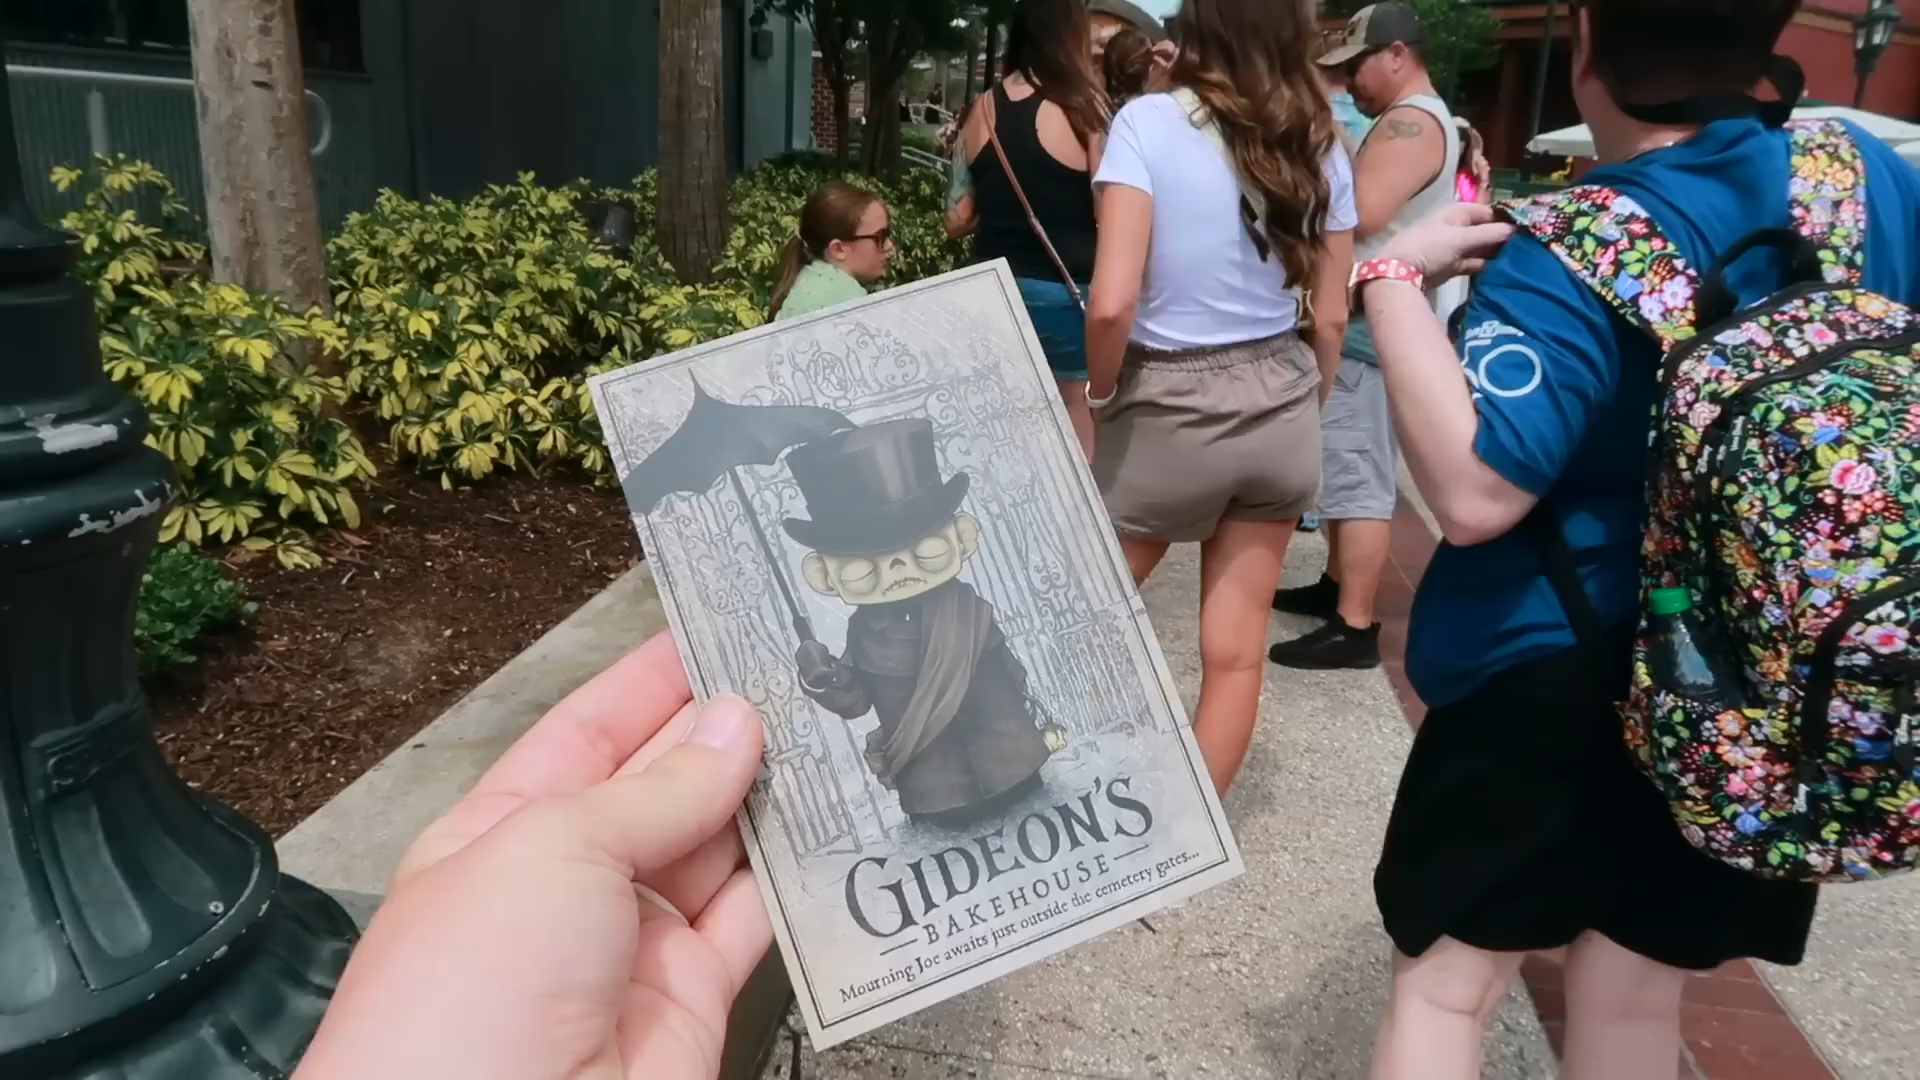 GIDEON'S
BAKEHOUSE
Mourning Joe awaits just outside the cemetery gates...